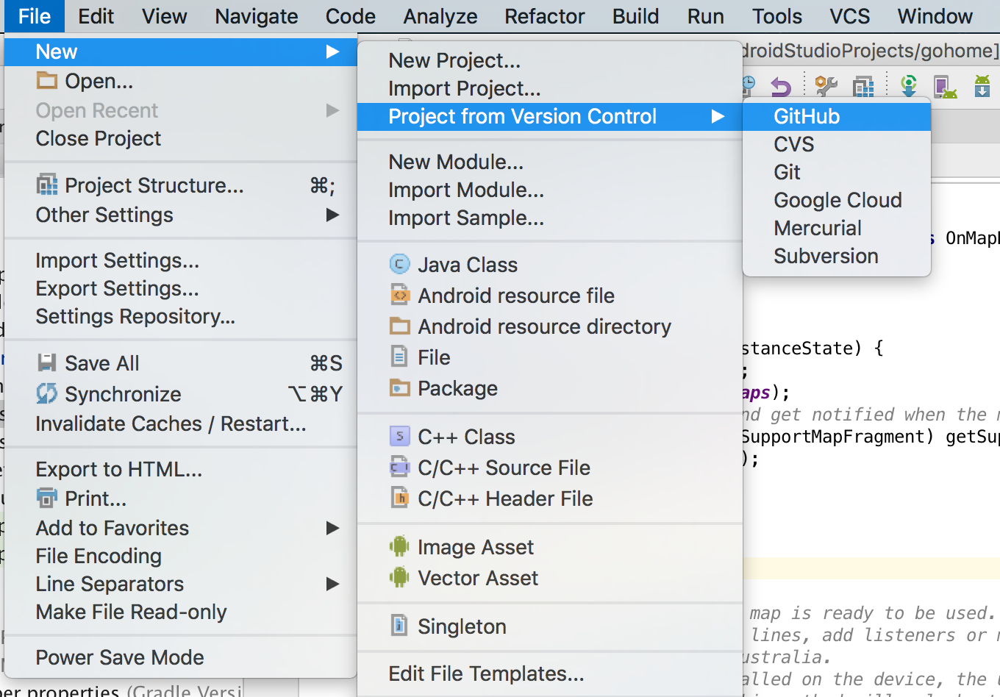 File Edit View Navigate Code Analyze Refactor Build Run Tools VCS Window
New
Open...
Open Recent
Close Project
Project Structure... ⌘;
Other Settings
Import Settings...
Export Settings...
Settings Repository...
Save All ⌘S
Synchronize ⌥⌘Y
Invalidate Caches / Restart...
Export to HTML...
Print...
Add to Favorites
File Encoding
Line Separators
Make File Read-only
Power Save Mode
per properties (Gradle Versi
New Project...
Import Project...
Project from Version Control
New Module...
Import Module...
Import Sample...
Java Class
Android resource file
Android resource directory
File
Package
C++ Class
C/C++ Source File
C/C++ Header File
Image Asset
Vector Asset
Singleton
Edit File Templates...
GitHub
CVS
Git
Google Cloud
Mercurial
Subversion
droidStudioProjects/gohome]
s OnMap
stanceState) {
;
aps);
nd get notified when the
SupportMapFragment) getSup
);
map is ready to be used.
lines, add listeners or
ustralia.
alled on the device, the